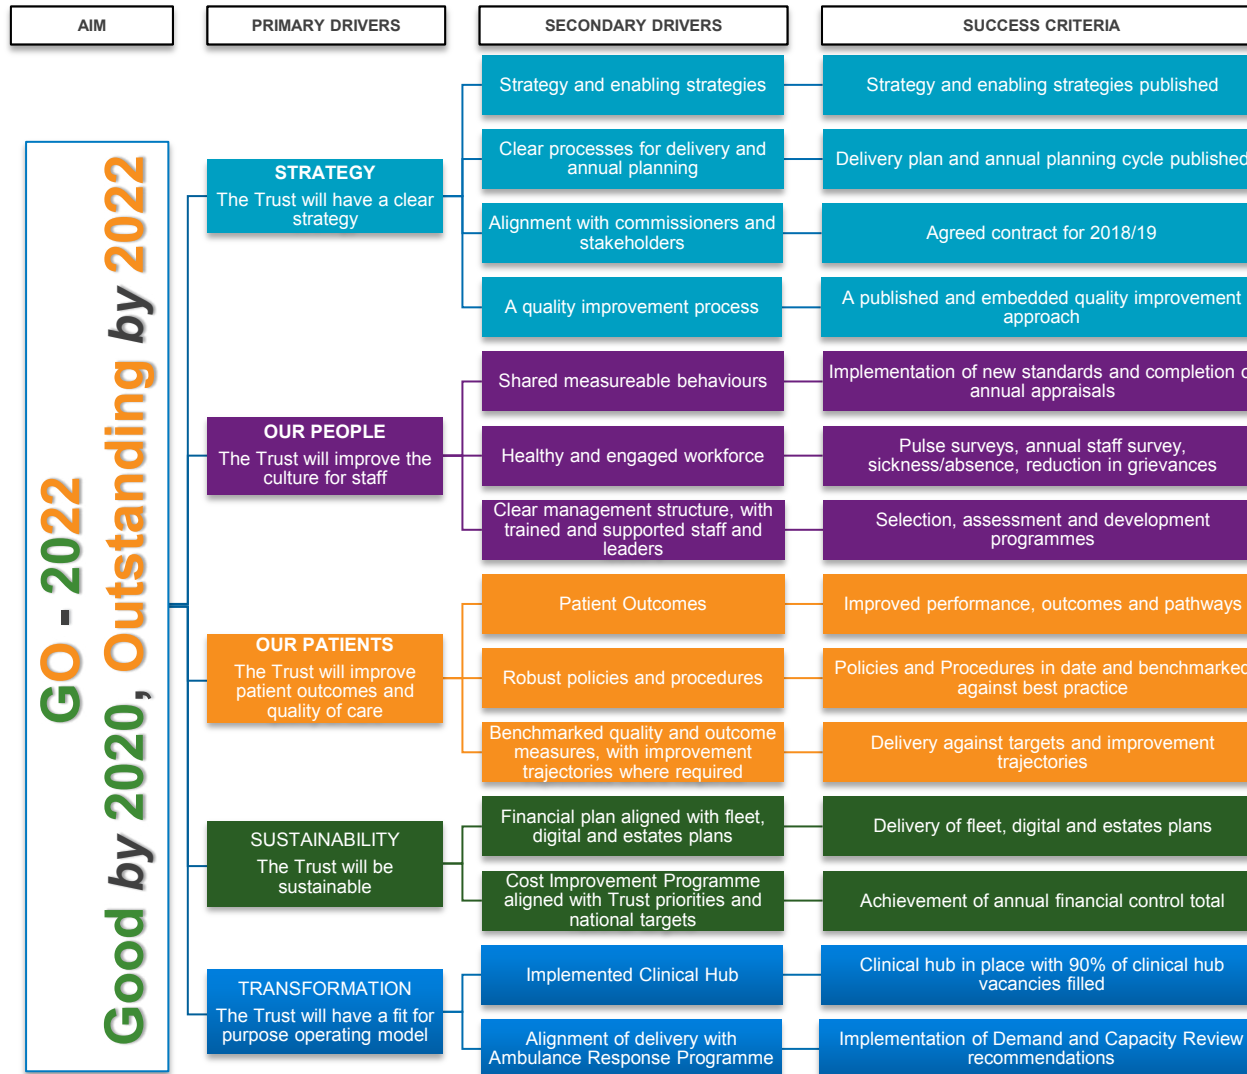 AIM
PRIMARY DRIVERS
SECONDARY DRIVERS
SUCCESS CRITERIA
GO - 2022
Good by 2020, Outstanding by 2022
STRATEGY
The Trust will have a clear
strategy
Strategy and enabling strategies
Strategy and enabling strategies published
Clear processes for delivery and
annual planning
Delivery plan and annual planning cycle published
Alignment with commissioners and
stakeholders
Agreed contract for 2018/19
A quality improvement process
A published and embedded quality improvement
approach
OUR PEOPLE
The Trust will improve the
culture for staff
Shared measureable behaviours
Implementation of new standards and completion
annual appraisals
Healthy and engaged workforce
Pulse surveys, annual staff survey,
sickness/absence, reduction in grievances
Clear management structure, with
trained and supported staff and
leaders
Selection, assessment and development
programmes
OUR PATIENTS
The Trust will improve
patient outcomes and
quality of care
Patient Outcomes
Improved performance, outcomes and pathways
Robust policies and procedures
Policies and Procedures in date and benchmarked
against best practice
Benchmarked quality and outcome
measures, with improvement
trajectories where required
Delivery against targets and improvement
trajectories
SUSTAINABILITY
The Trust will be
sustainable
Financial plan aligned with fleet,
digital and estates plans
Delivery of fleet, digital and estates plans
Cost Improvement Programme
aligned with Trust priorities and
national targets
Achievement of annual financial control total
TRANSFORMATION
The Trust will have a fit for
purpose operating model
Implemented Clinical Hub
Clinical hub in place with 90% of clinical hub
vacancies filled
Alignment of delivery with
Ambulance Response Programme
Implementation of Demand and Capacity Review
recommendations